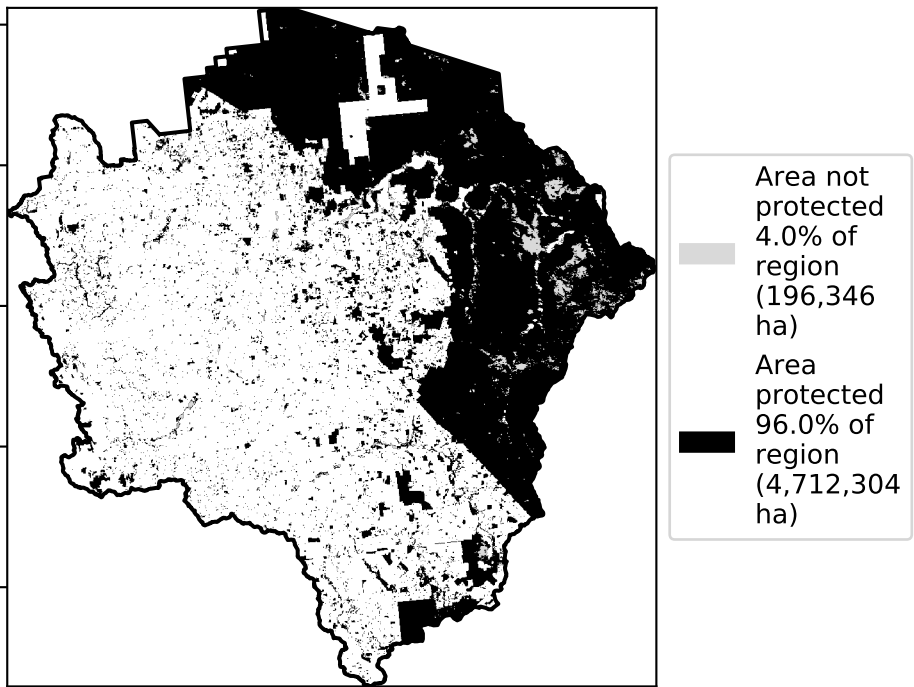 Area not
protected
4.0% of
region
(196,346
ha)
Area
protected
96.0% of
region
(4,712,304
ha)